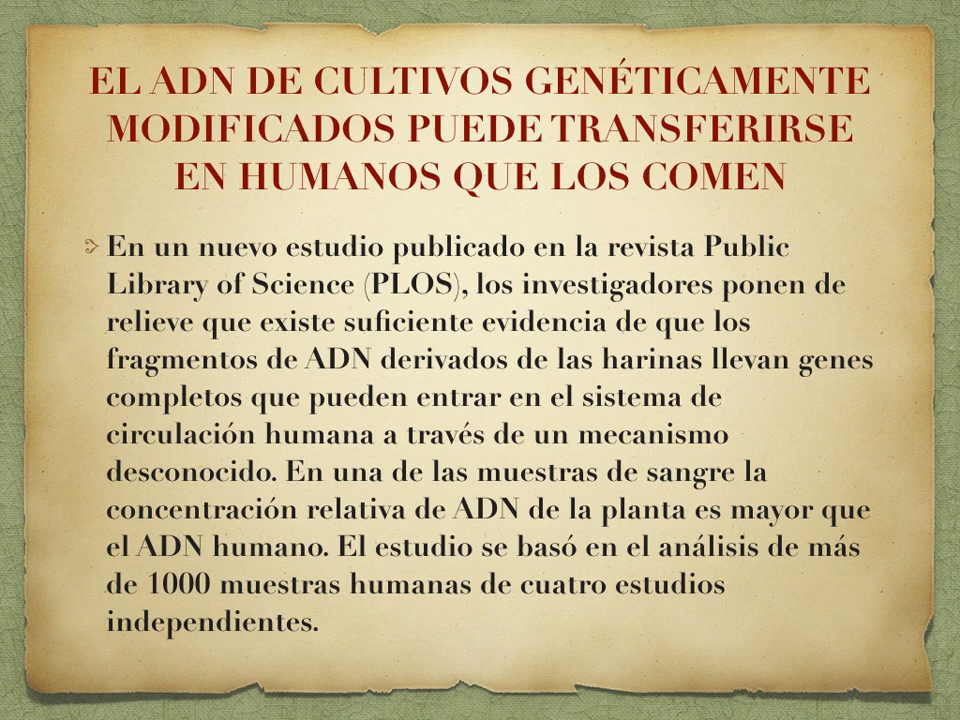 EL ADN DE CULTIVOS GENÉTICAMENTE
MODIFICADOS PUEDE TRANSFERIRSE
EN HUMANOS QUE LOS COMEN
En un nuevo estudio publicado en la revista Public
Library of Science (PLOS), los investigadores ponen de
relieve que existe suficiente evidencia de que los
fragmentos de ADN derivados de las harinas llevan genes
completos que pueden entrar en el sistema de
circulación humana a través de un mecanismo
desconocido. En una de las muestras de sangre la
concentración relativa de ADN de la planta es mayor que
el ADN humano. El estudio se basó en el análisis de más
de 1000 muestras humanas de cuatro estudios
independientes.